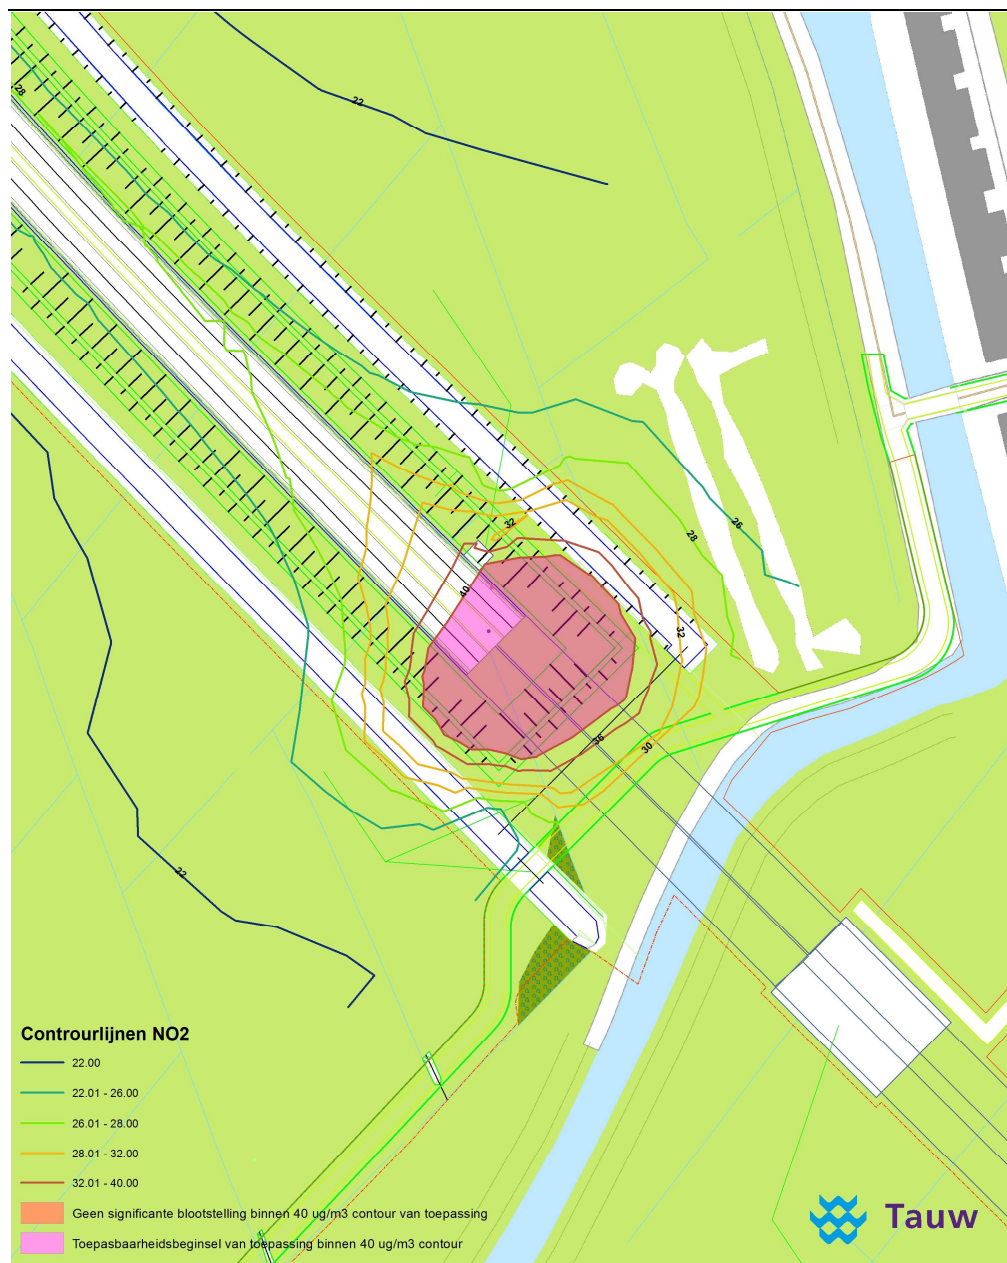 22
28
26
28
32
40
32
36
30
22
Controurlijnen NO2
22.00
22.01 - 26.00
26.01 - 28.00
28.01 - 32.00
32.01 - 40.00
Geen significante blootstelling binnen 40 ug/m3 contour van toepassing
Toepasbaarheidsbeginsel van toepassing binnen 40 ug/m3 contour
Tauw